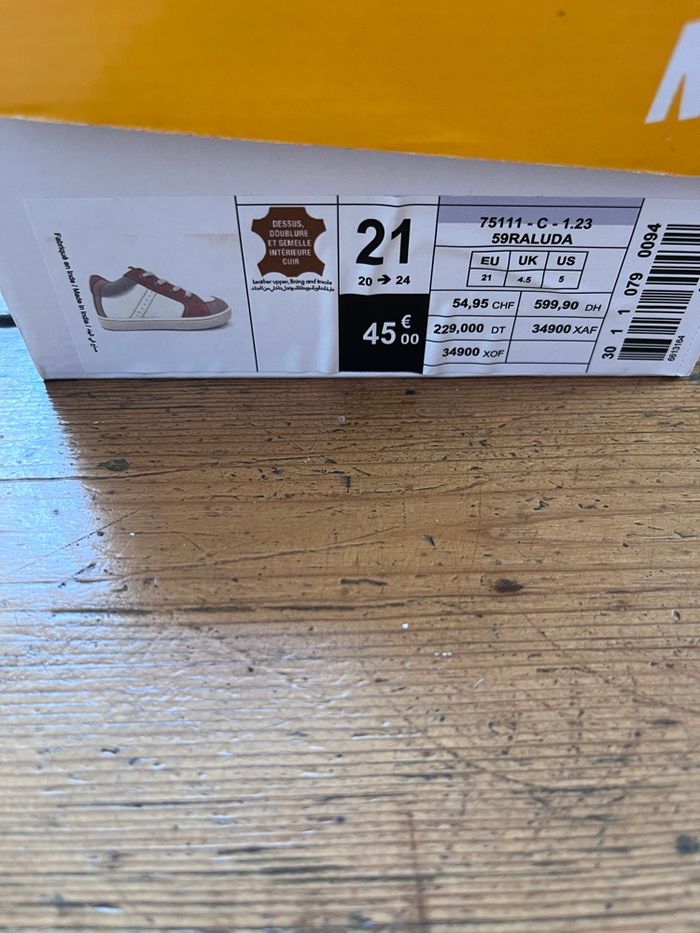 Fabriqué en Inde / Made in India /
DESSUS,
DOUBLURE
ET SEMELLE
INTÉRIEURE
CUIR
Leather upper, lining and insole
21
20 ➔ 24
45 €
00
75111 - C - 1.23
59RALUDA
EU UK US
21 4.5 5
54,95 CHF 599,90 DH
229,000 DT 34900 XAF
34900 XOF
30 1 1 079 0094
6613164